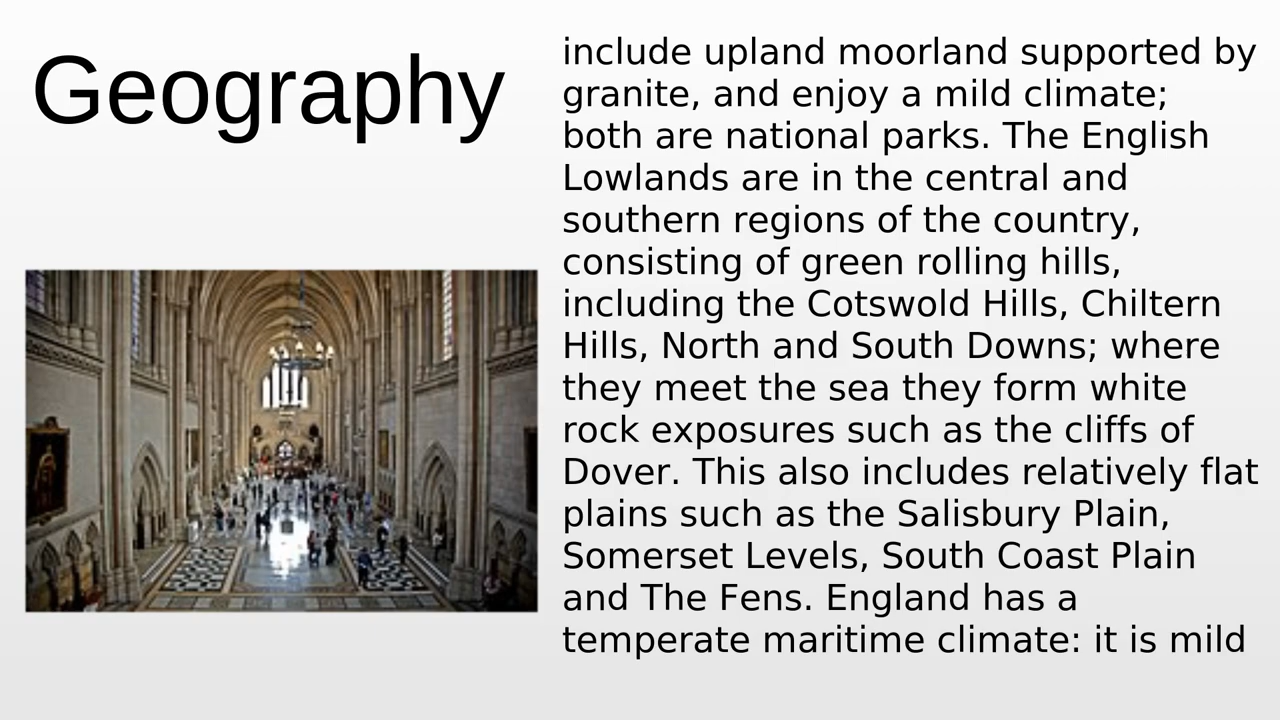 Geography
include upland moorland supported by
granite, and enjoy a mild climate;
both are national parks. The English
Lowlands are in the central and
southern regions of the country,
consisting of green rolling hills,
including the Cotswold Hills, Chiltern
Hills, North and South Downs; where
they meet the sea they form white
rock exposures such as the cliffs of
Dover. This also includes relatively flat
plains such as the Salisbury Plain,
Somerset Levels, South Coast Plain
and The Fens. England has a
temperate maritime climate: it is mild